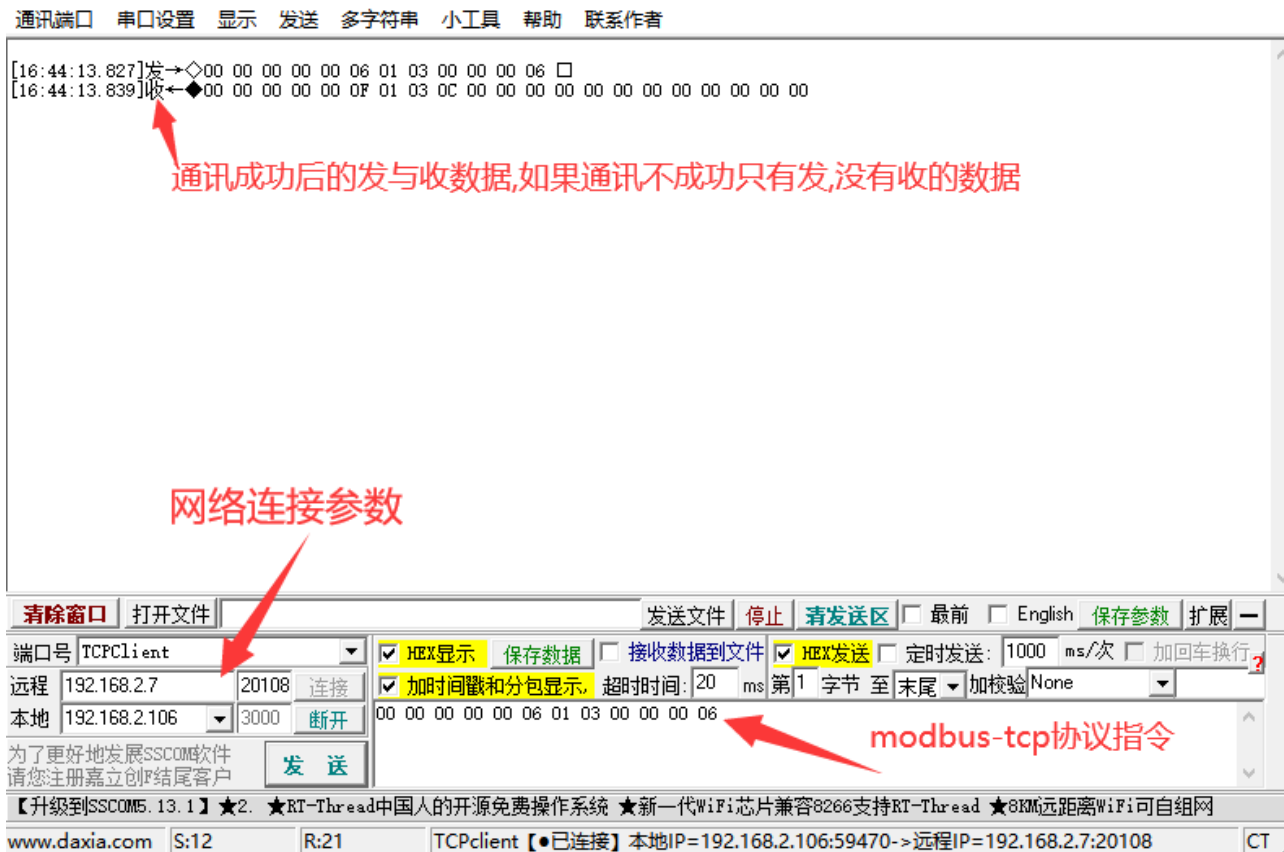 通讯端口 串口设置 显示 发送 多字符串 小工具 帮助 联系作者
[16:44:13.827]发→◇00 00 00 00 00 06 01 03 00 00 00 06 □
[16:44:13.839]收←◆00 00 00 00 00 0F 01 03 0C 00 00 00 00 00 00 00 00 00 00 00 00
通讯成功后的发与收数据,如果通讯不成功只有发,没有收的数据
网络连接参数
清除窗口 打开文件 发送文件 停止 清发送区 最前 English 保存参数 扩展 —
端口号 TCPClient HEX显示 保存数据 接收数据到文件 HEX发送 定时发送: 1000 ms/次 加回车换行
远程 192.168.2.7 20108 连接 加时间戳和分包显示, 超时时间: 20 ms 第1 字节 至 末尾 加校验None ?
本地 192.168.2.106 3000 断开 00 00 00 00 00 06 01 03 00 00 00 06
modbus-tcp协议指令
为了更好地发展SSCOM软件
请您注册嘉立创F结尾客户
发 送
【升级到SSCOM5.13.1】★2. ★RT-Thread中国人的开源免费操作系统 ★新一代WiFi芯片兼容8266支持RT-Thread ★8KM远距离WiFi可自组网
www.daxia.com S:12 R:21 TCPclient【●已连接】本地IP=192.168.2.106:59470->远程IP=192.168.2.7:20108 CT